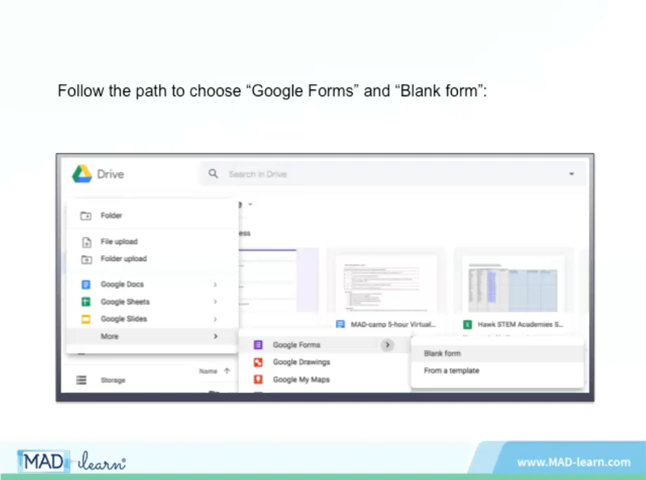 Follow the path to choose “Google Forms” and “Blank form”:
Drive
Search in Drive
Folder
File upload
Folder upload
Google Docs
Google Sheets
Google Slides
More
MAD-camp 5-hour Virtual...
Hawk STEM Academies S...
Google Forms
Google Drawings
Google My Maps
Blank form
From a template
Name
Storage
MAD learn
www.MAD-learn.com